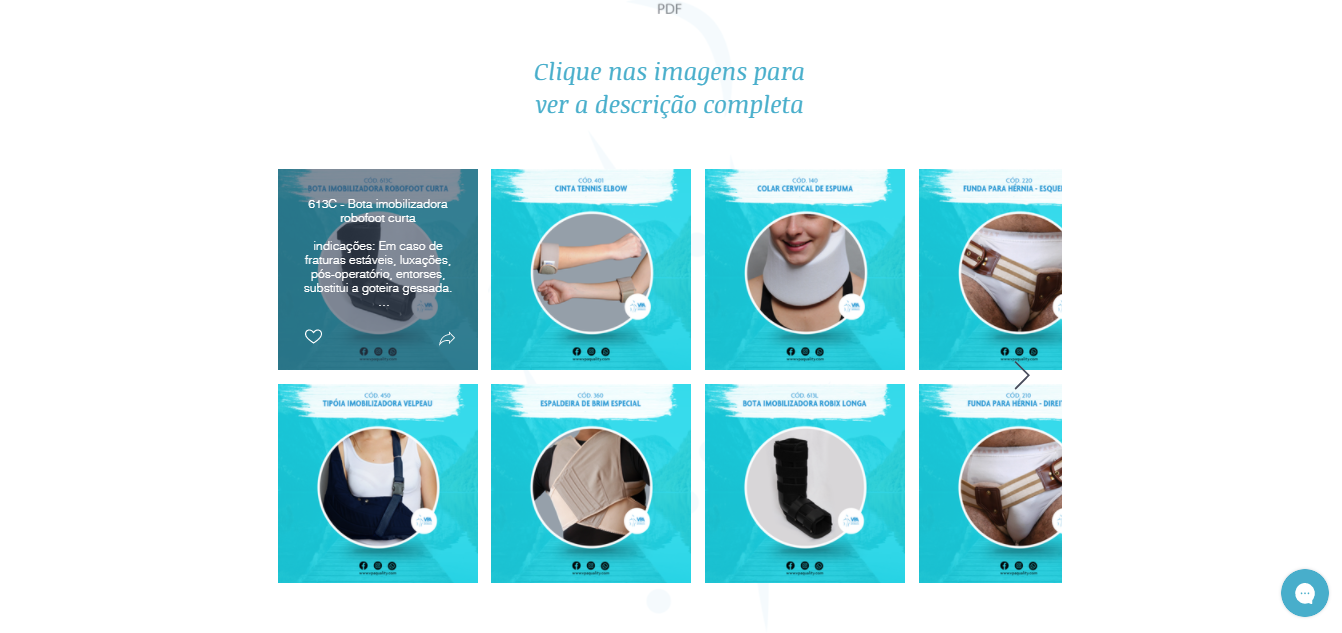 PDF
Clique nas imagens para
ver a descrição completa
CÓD. 613C
BOTA IMOBILIZADORA ROBOFOOT CURTA
613C - Bota imobilizadora
robofoot curta
indicações: Em caso de
fraturas estáveis, luxações,
pós-operatório, entorses,
substitui a goteira gessada.
...
CÓD. 401
CINTA TENNIS ELBOW
CÓD. 140
COLAR CERVICAL DE ESPUMA
CÓD. 220
FUNDA PARA HÉRNIA - ESQUE
CÓD. 450
TIPÓIA IMOBILIZADORA VELPEAU
CÓD. 360
ESPALDEIRA DE BRIM ESPECIAL
CÓD. 613L
BOTA IMOBILIZADORA ROBIX LONGA
CÓD. 210
FUNDA PARA HÉRNIA - DIREI